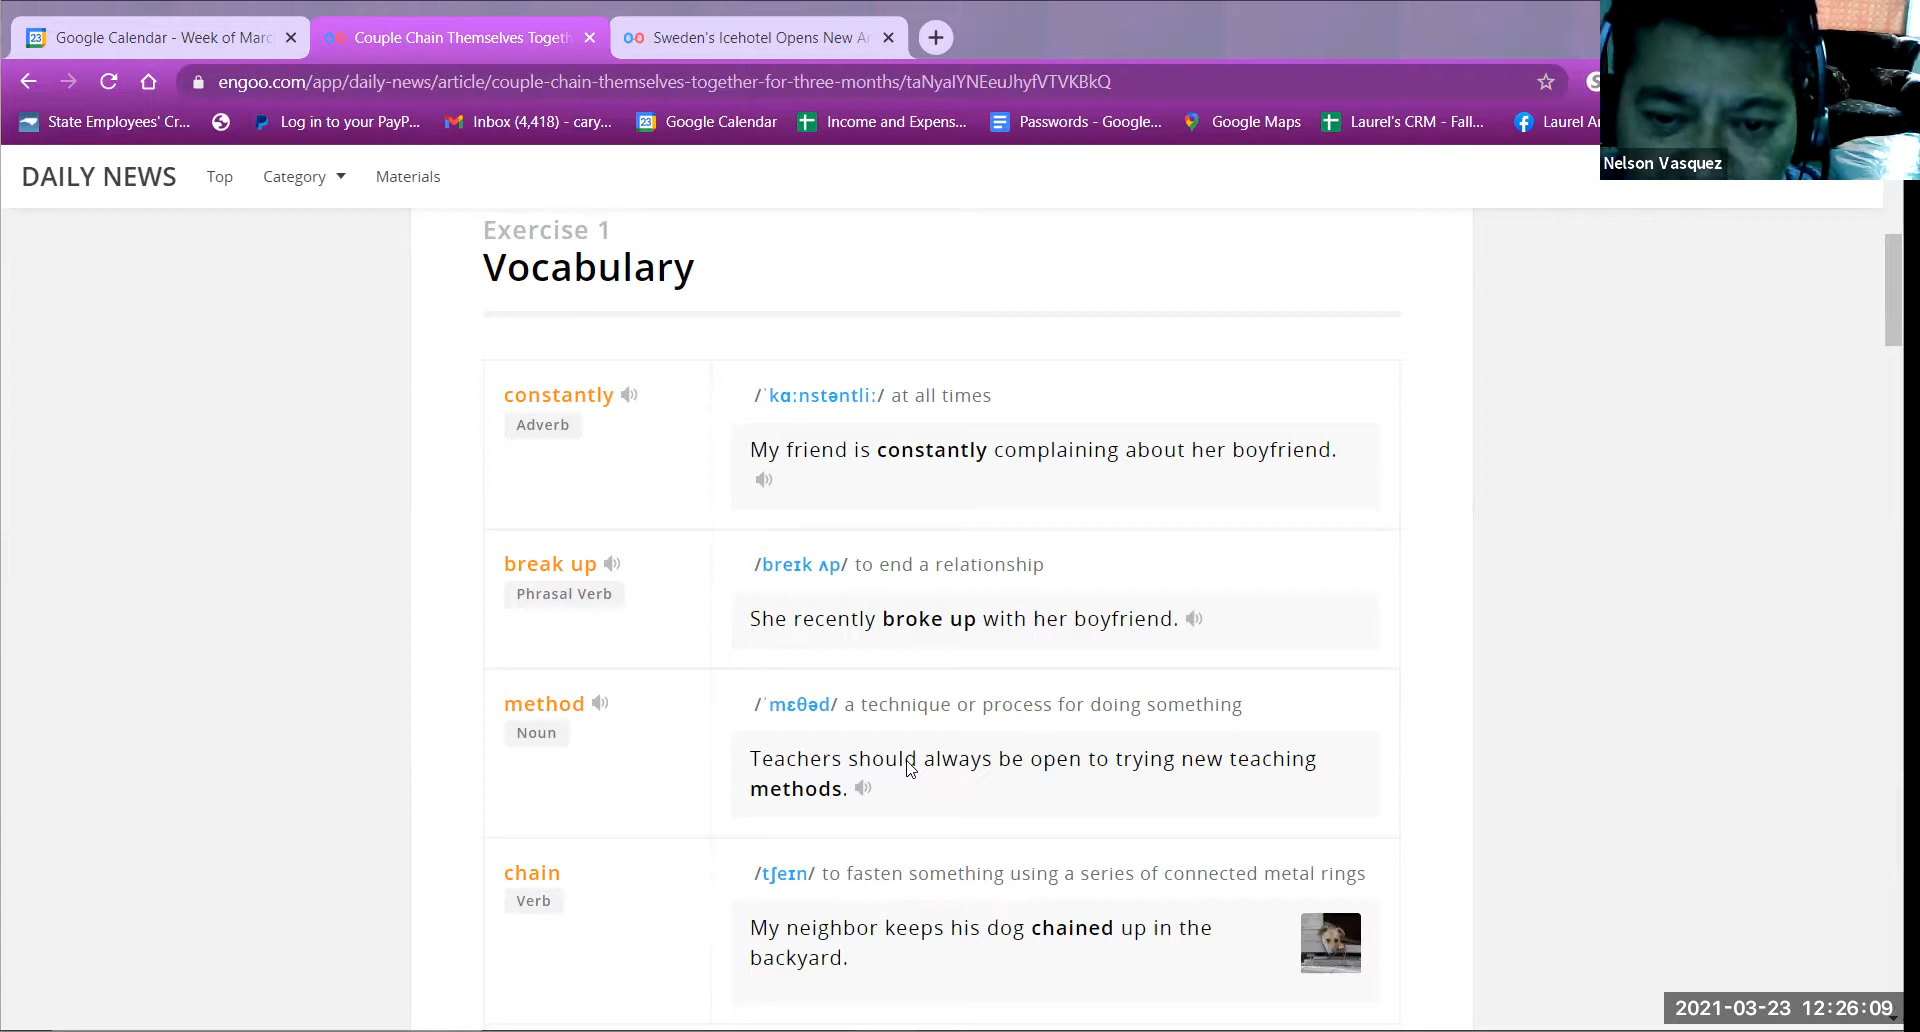 Google Calendar - Week of Marc
Couple Chain Themselves Togeth
Sweden's Icehotel Opens New Ar
engoo.com/app/daily-news/article/couple-chain-themselves-together-for-three-months/taNyaIYNEeuJhyfVTVKBkQ
State Employees' Cr... Log in to your PayP... Inbox (4,418) - cary... Google Calendar Income and Expens... Passwords - Google... Google Maps Laurel's CRM - Fall... Laurel Ar
Nelson Vasquez
DAILY NEWS Top Category Materials
Exercise 1
Vocabulary
constantly /ˈkɑːnstəntliː/ at all times
Adverb
My friend is constantly complaining about her boyfriend.
break up /breɪk ʌp/ to end a relationship
Phrasal Verb
She recently broke up with her boyfriend.
method /ˈmɛθəd/ a technique or process for doing something
Noun
Teachers should always be open to trying new teaching
methods.
chain /tʃeɪn/ to fasten something using a series of connected metal rings
Verb
My neighbor keeps his dog chained up in the
backyard.
2021-03-23 12:26:09